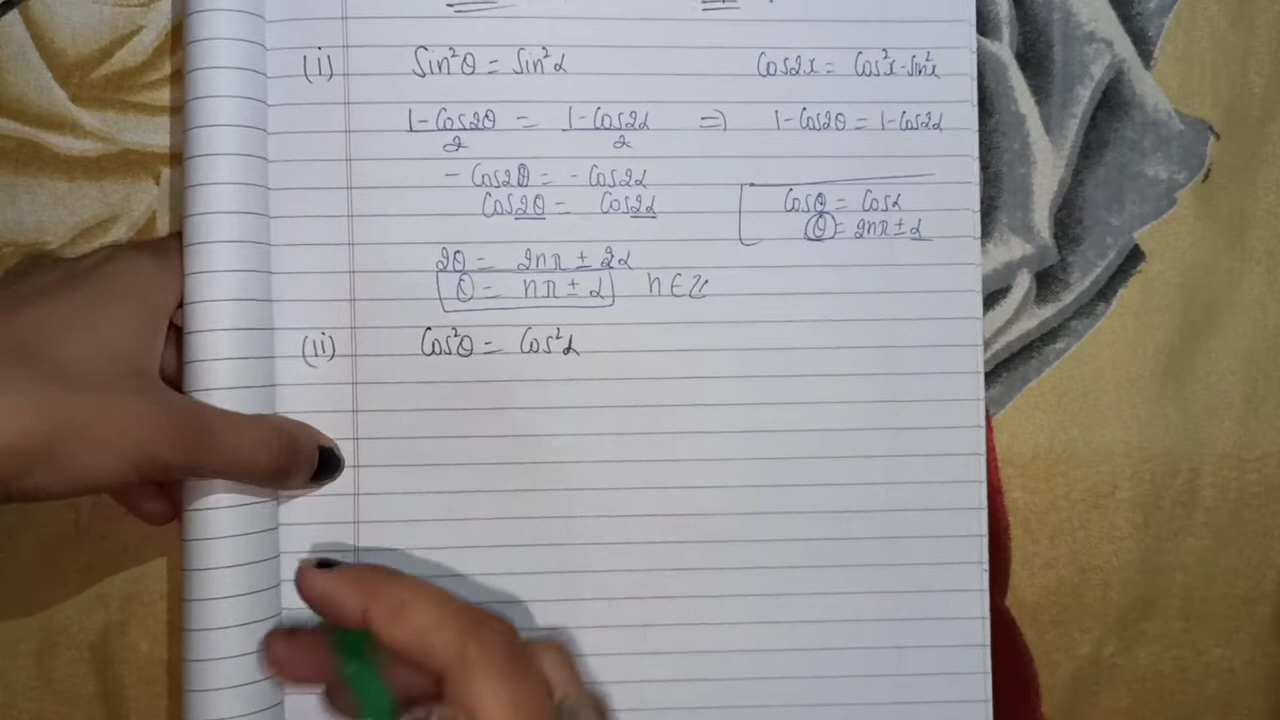 (i) Sin²θ = Sin²α Cos2x = Cos²x-Sin²x
1-Cos2θ/2 = 1-Cos2α/2 ⇒ 1-Cos2θ = 1-Cos2α
-Cos2θ = -Cos2α
Cos2θ = Cos2α
Cosθ = Cosα
θ = 2nπ±α
2θ = 2nπ ± 2α
θ = nπ ± α n∈Z
(ii) Cos²θ = Cos²α